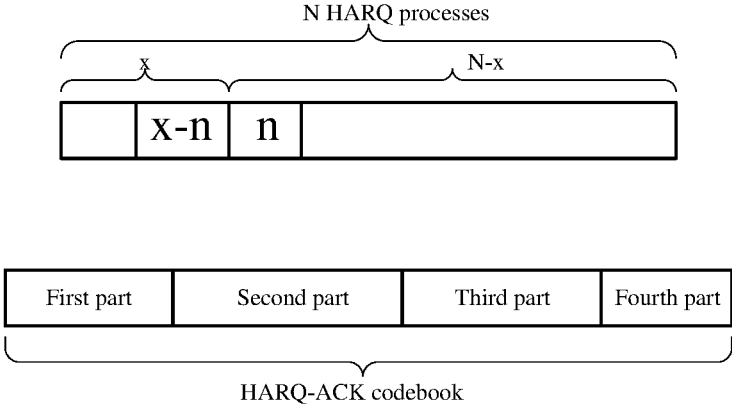 N HARQ processes
x N-x
x-n n
First part Second part Third part Fourth part
HARQ-ACK codebook